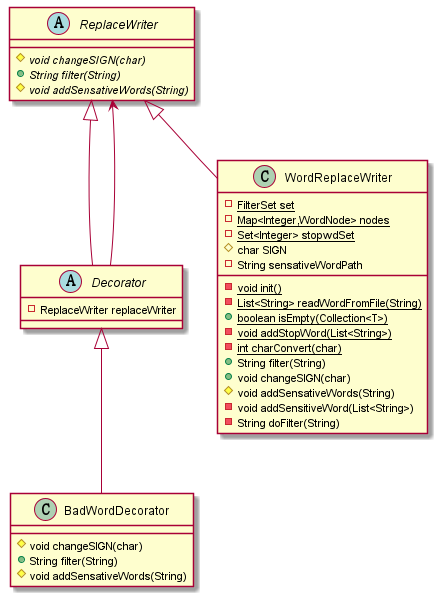 A ReplaceWriter
void changeSIGN(char)
String filter(String)
void addSensativeWords(String)
C WordReplaceWriter
FilterSet set
Map<Integer,WordNode> nodes
Set<Integer> stopwdSet
char SIGN
String sensativeWordPath
void init()
List<String> readWordFromFile(String)
boolean isEmpty(Collection<T>)
void addStopWord(List<String>)
int charConvert(char)
String filter(String)
void changeSIGN(char)
void addSensativeWords(String)
void addSensitiveWord(List<String>)
String doFilter(String)
A Decorator
ReplaceWriter replaceWriter
C BadWordDecorator
void changeSIGN(char)
String filter(String)
void addSensativeWords(String)